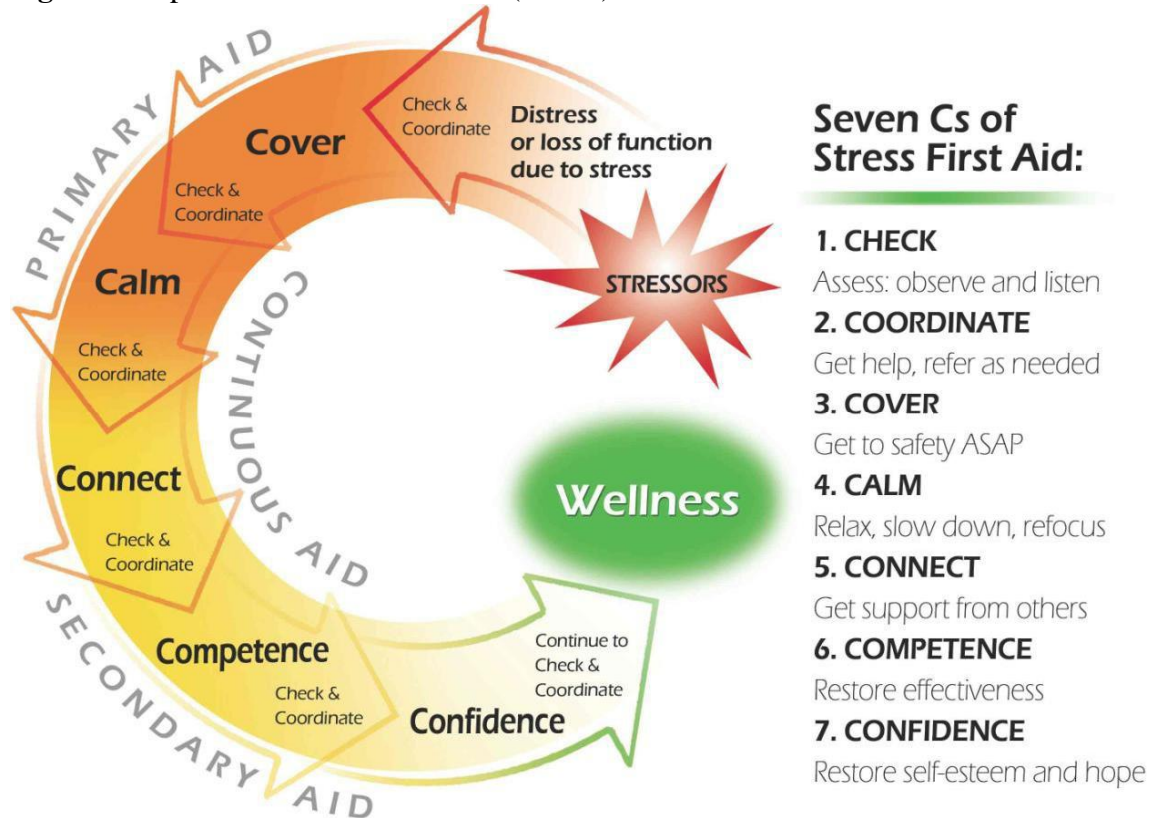 PRIMARY AID
Check &
Coordinate
Distress
or loss of function
due to stress
Cover
Check &
Coordinate
STRESSORS
Calm
Check &
Coordinate
CONTINUOUS AID
Connect
Check &
Coordinate
Wellness
SECONDARY AID
Competence
Check &
Coordinate
Confidence
Continue to
Check &
Coordinate
Seven Cs of
Stress First Aid:
1. CHECK
Assess: observe and listen
2. COORDINATE
Get help, refer as needed
3. COVER
Get to safety ASAP
4. CALM
Relax, slow down, refocus
5. CONNECT
Get support from others
6. COMPETENCE
Restore effectiveness
7. CONFIDENCE
Restore self-esteem and hope